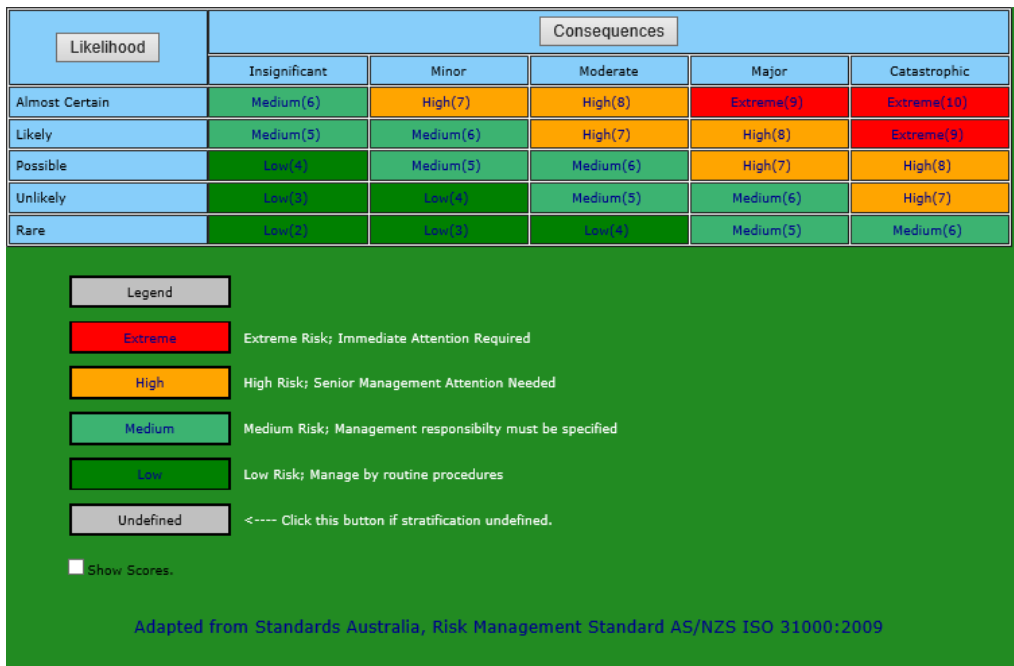 Likelihood Consequences
Insignificant Minor Moderate Major Catastrophic
Almost Certain Medium(6) High(7) High(8) Extreme(9) Extreme(10)
Likely Medium(5) Medium(6) High(7) High(8) Extreme(9)
Possible Low(4) Medium(5) Medium(6) High(7) High(8)
Unlikely Low(3) Low(4) Medium(5) Medium(6) High(7)
Rare Low(2) Low(3) Low(4) Medium(5) Medium(6)
Legend
Extreme Extreme Risk; Immediate Attention Required
High High Risk; Senior Management Attention Needed
Medium Medium Risk; Management responsibilty must be specified
Low Low Risk; Manage by routine procedures
Undefined <---- Click this button if stratification undefined.
Show Scores.
Adapted from Standards Australia, Risk Management Standard AS/NZS ISO 31000:2009